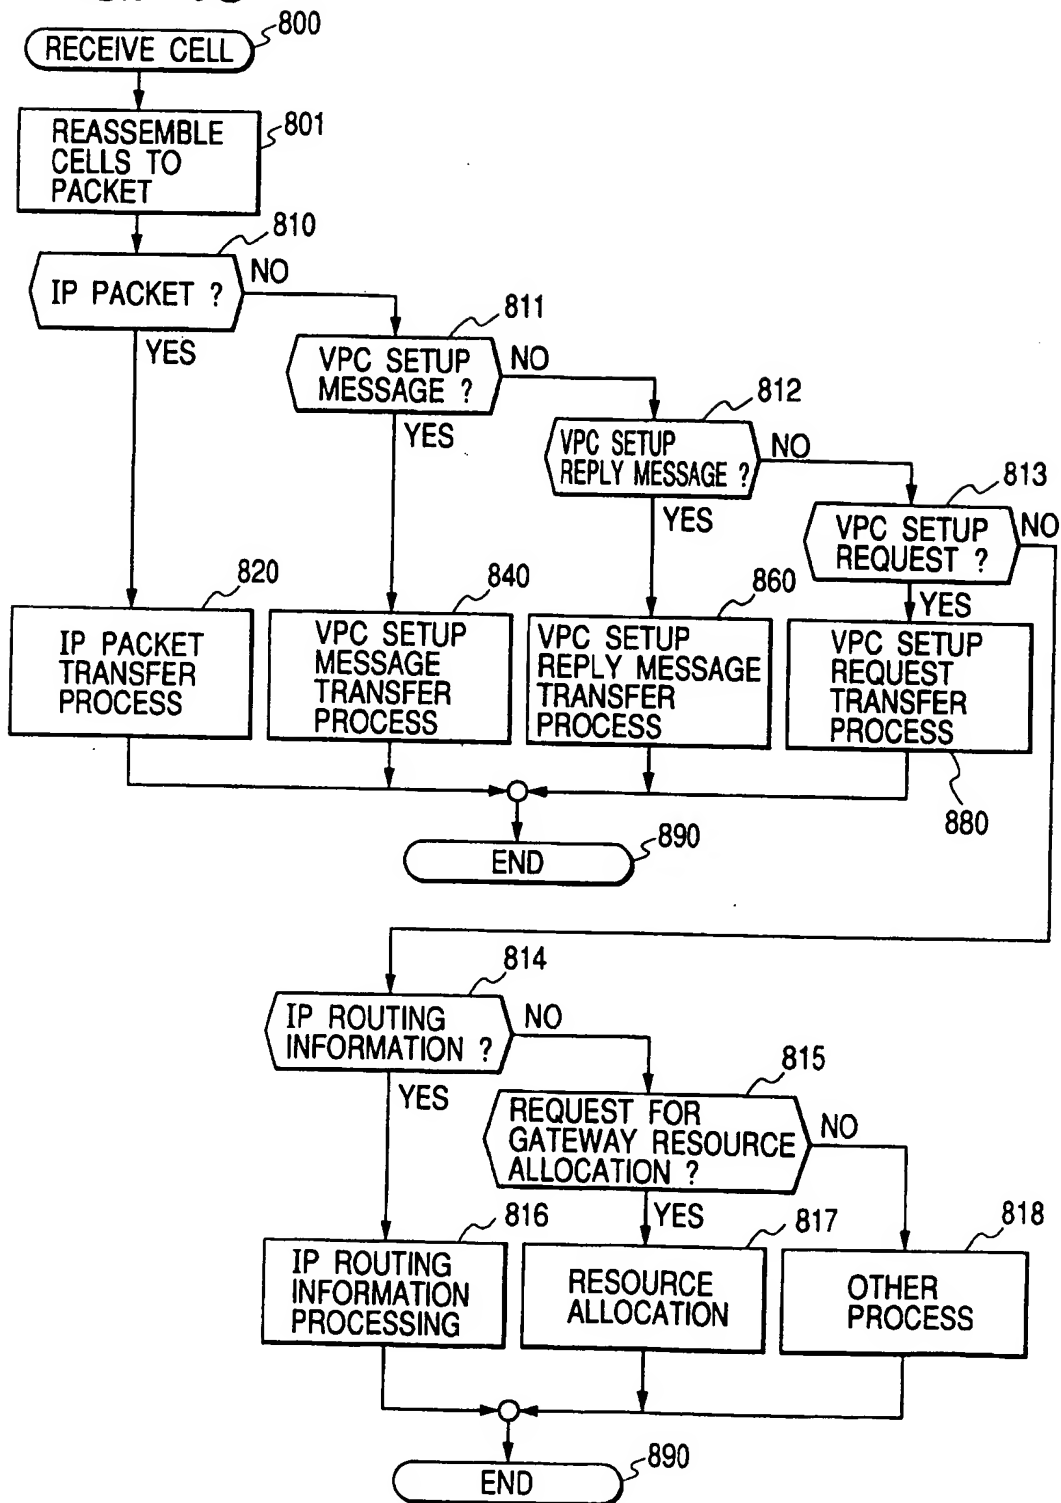 800
RECEIVE CELL
801
REASSEMBLE
CELLS TO
PACKET
810
IP PACKET ?
NO
YES
811
VPC SETUP
MESSAGE ?
NO
YES
812
VPC SETUP
REPLY MESSAGE ?
NO
YES
813
VPC SETUP
REQUEST ?
NO
YES
820
IP PACKET
TRANSFER
PROCESS
840
VPC SETUP
MESSAGE
TRANSFER
PROCESS
860
VPC SETUP
REPLY MESSAGE
TRANSFER
PROCESS
VPC SETUP
REQUEST
TRANSFER
PROCESS
880
END
890
814
IP ROUTING
INFORMATION ?
NO
YES
815
REQUEST FOR
GATEWAY RESOURCE
ALLOCATION ?
NO
YES
816
IP ROUTING
INFORMATION
PROCESSING
817
RESOURCE
ALLOCATION
818
OTHER
PROCESS
END
890